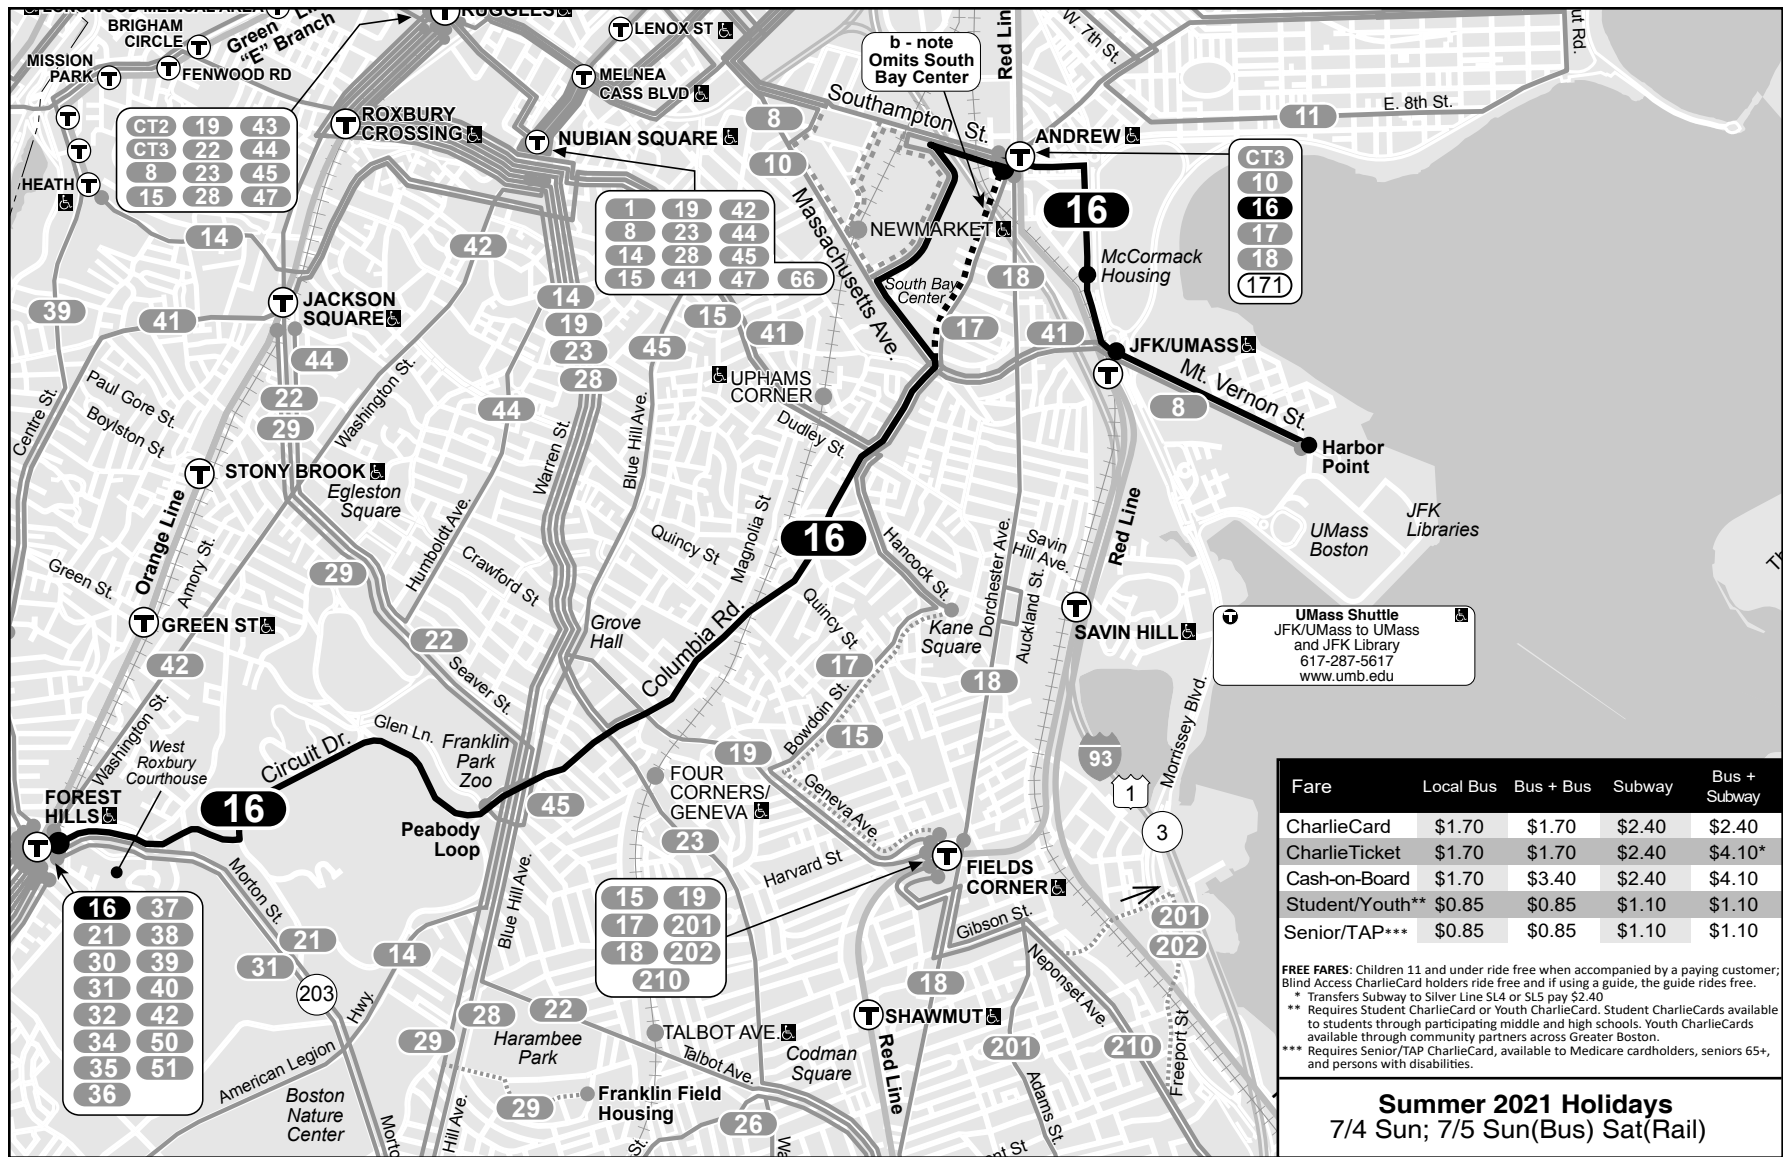 LONGWOOD MEDICAL AREA
BRIGHAM
CIRCLE
Green Lin
"E" Branch
MISSION
PARK
FENWOOD RD
RUGGLES
LENOX ST
MELNEA
CASS BLVD
ROXBURY
CROSSING
NUBIAN SQUARE
HEATH
CT2 19 43
CT3 22 44
8 23 45
15 28 47
b - note
Omits South
Bay Center
Red Lin
W. 7th St.
ut Rd.
E. 8th St.
11
Southampton St.
8
10
ANDREW
CT3
10
16
17
18
171
1 19 42
8 23 44
14 28 45
15 41 47 66
Massachusetts Ave.
NEWMARKET
South Bay
Center
16
McCormack
Housing
18
17
41
JFK/UMASS
Mt. Vernon St.
8
Harbor
Point
UMass
Boston
JFK
Libraries
Th
14
42
39
41
JACKSON
SQUARE
44
22
29
14
19
23
28
45
15
41
UPHAMS
CORNER
Dudley St.
Centre St.
Paul Gore St.
Boylston St
Washington St.
44
Warren St.
Blue Hill Ave.
STONY BROOK
Egleston
Square
Orange Line
Amory St.
Green St.
GREEN ST
42
29
Humboldt Ave.
Crawford St
Quincy St
Magnolia St
16
Hancock St.
Quincy St
Kane
Square
Dorchester Ave.
Auckland St.
Savin
Hill Ave.
Red Line
SAVIN HILL
UMass Shuttle
JFK/UMass to UMass
and JFK Library
617-287-5617
www.umb.edu
22
Seaver St.
Grove
Hall
Columbia Rd.
17
18
Bowdoin St.
15
19
Washington St.
West
Roxbury
Courthouse
Circuit Dr.
Glen Ln.
Franklin
Park
Zoo
FOREST
HILLS
16
Peabody
Loop
45
FOUR
CORNERS/
GENEVA
23
Geneva Ave.
Harvard St
FIELDS
CORNER
93
1
3
Morrissey Blvd.
16 37
21 38
30 39
31 40
32 42
34 50
35 51
36
Morton St.
21
31
203
14
Blue Hill Ave.
American Legion
Hwy.
Boston
Nature
Center
Morto
Hill Ave.
28
29
22
Harambee
Park
29
Franklin Field
Housing
15 19
17 201
18 202
210
TALBOT AVE.
Talbot Ave.
Codman
Square
26
St.
Wa
SHAWMUT
Red Line
18
Gibson St.
Neponset Ave.
201
202
201
210
Adams St.
Freeport St
nt St
Fare Local Bus Bus + Bus Subway Bus + Subway
CharlieCard $1.70 $1.70 $2.40 $2.40
CharlieTicket $1.70 $1.70 $2.40 $4.10*
Cash-on-Board $1.70 $3.40 $2.40 $4.10
Student/Youth** $0.85 $0.85 $1.10 $1.10
Senior/TAP*** $0.85 $0.85 $1.10 $1.10
FREE FARES: Children 11 and under ride free when accompanied by a paying customer;
Blind Access CharlieCard holders ride free and if using a guide, the guide rides free.
* Transfers Subway to Silver Line SL4 or SL5 pay $2.40
** Requires Student CharlieCard or Youth CharlieCard. Student CharlieCards available
to students through participating middle and high schools. Youth CharlieCards
available through community partners across Greater Boston.
*** Requires Senior/TAP CharlieCard, available to Medicare cardholders, seniors 65+,
and persons with disabilities.
Summer 2021 Holidays
7/4 Sun; 7/5 Sun(Bus) Sat(Rail)